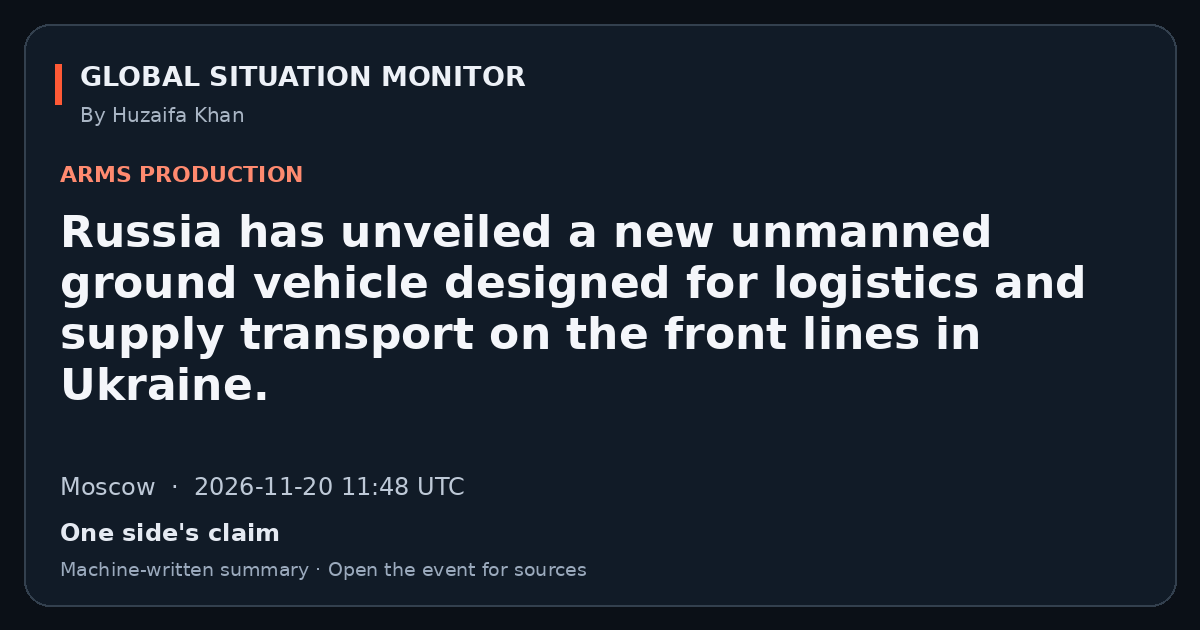 GLOBAL SITUATION MONITOR
By Huzaifa Khan
ARMS PRODUCTION
Russia has unveiled a new unmanned
ground vehicle designed for logistics and
supply transport on the front lines in
Ukraine.
Moscow · 2026-11-20 11:48 UTC
One side's claim
Machine-written summary · Open the event for sources